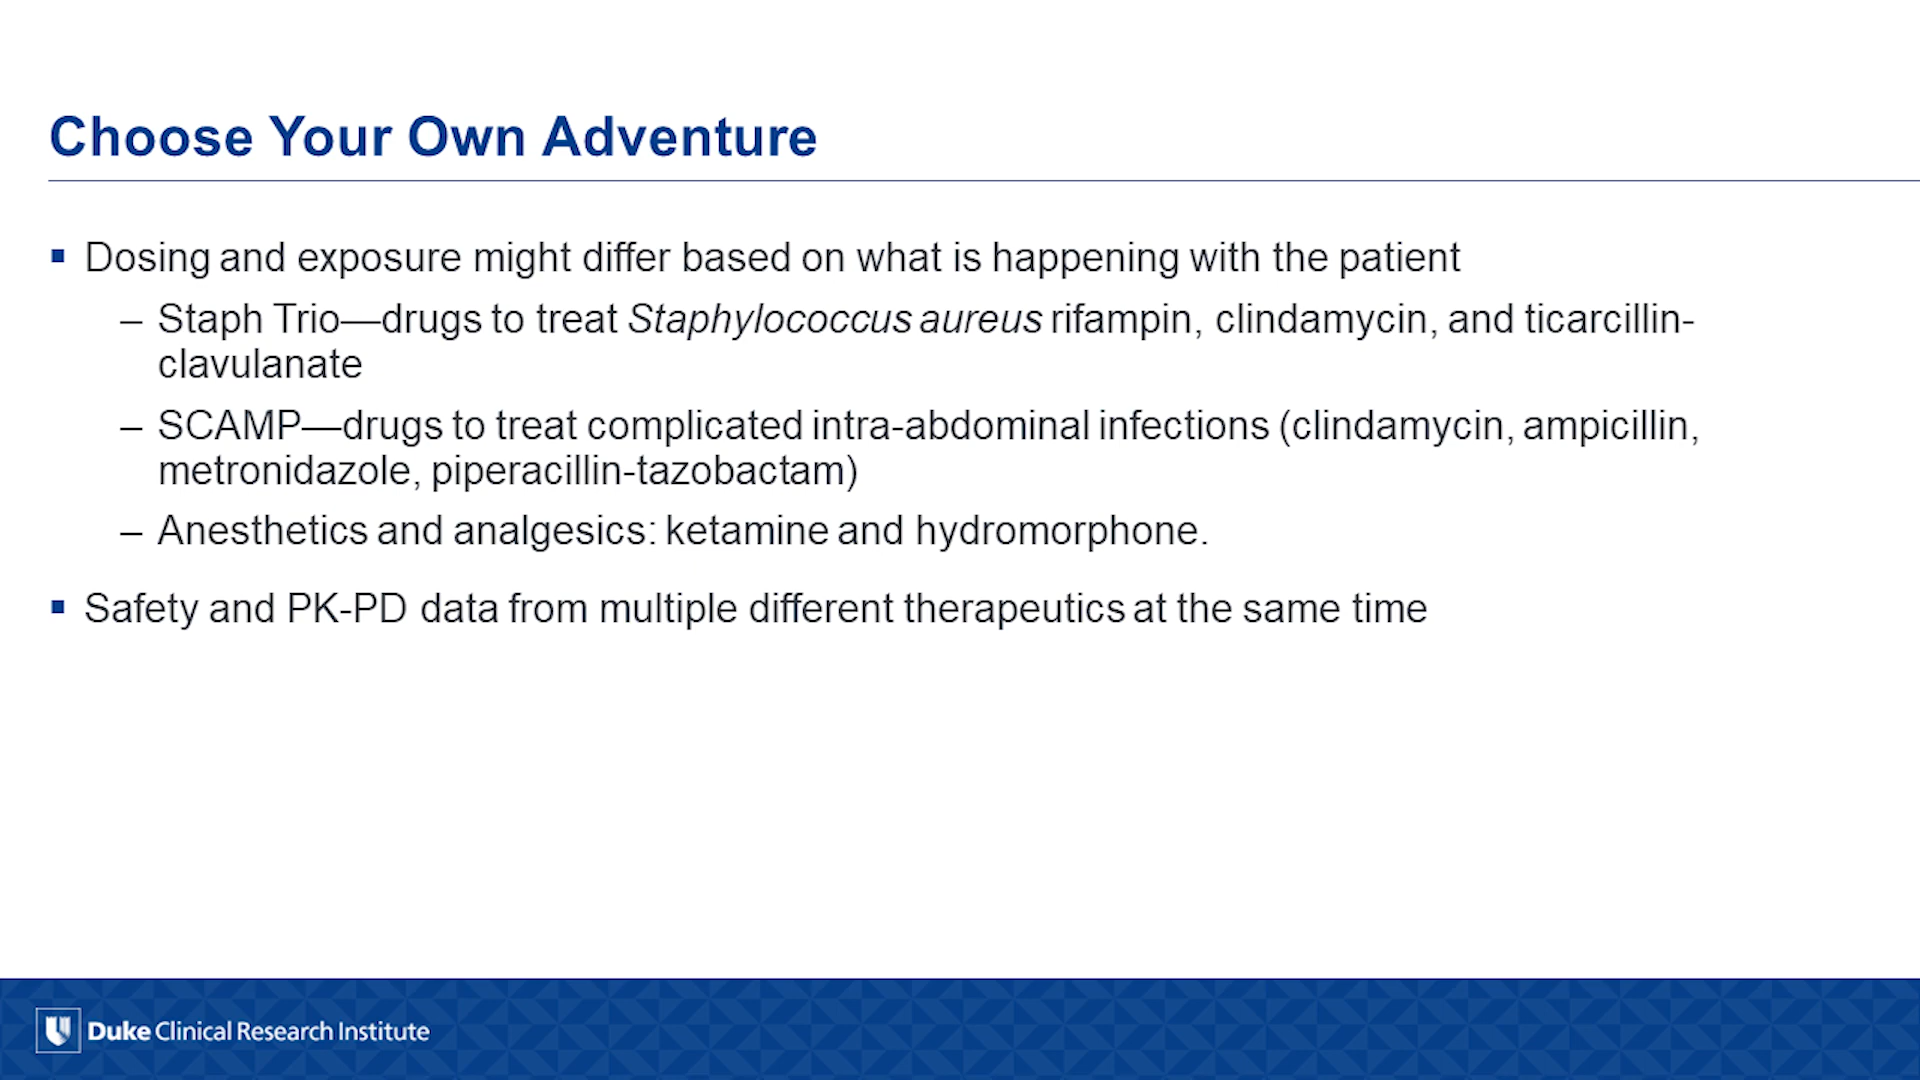 Choose Your Own Adventure
▪ Dosing and exposure might differ based on what is happening with the patient
– Staph Trio—drugs to treat Staphylococcus aureus rifampin, clindamycin, and ticarcillin-
clavulanate
– SCAMP—drugs to treat complicated intra-abdominal infections (clindamycin, ampicillin,
metronidazole, piperacillin-tazobactam)
– Anesthetics and analgesics: ketamine and hydromorphone.
▪ Safety and PK-PD data from multiple different therapeutics at the same time
Duke Clinical Research Institute